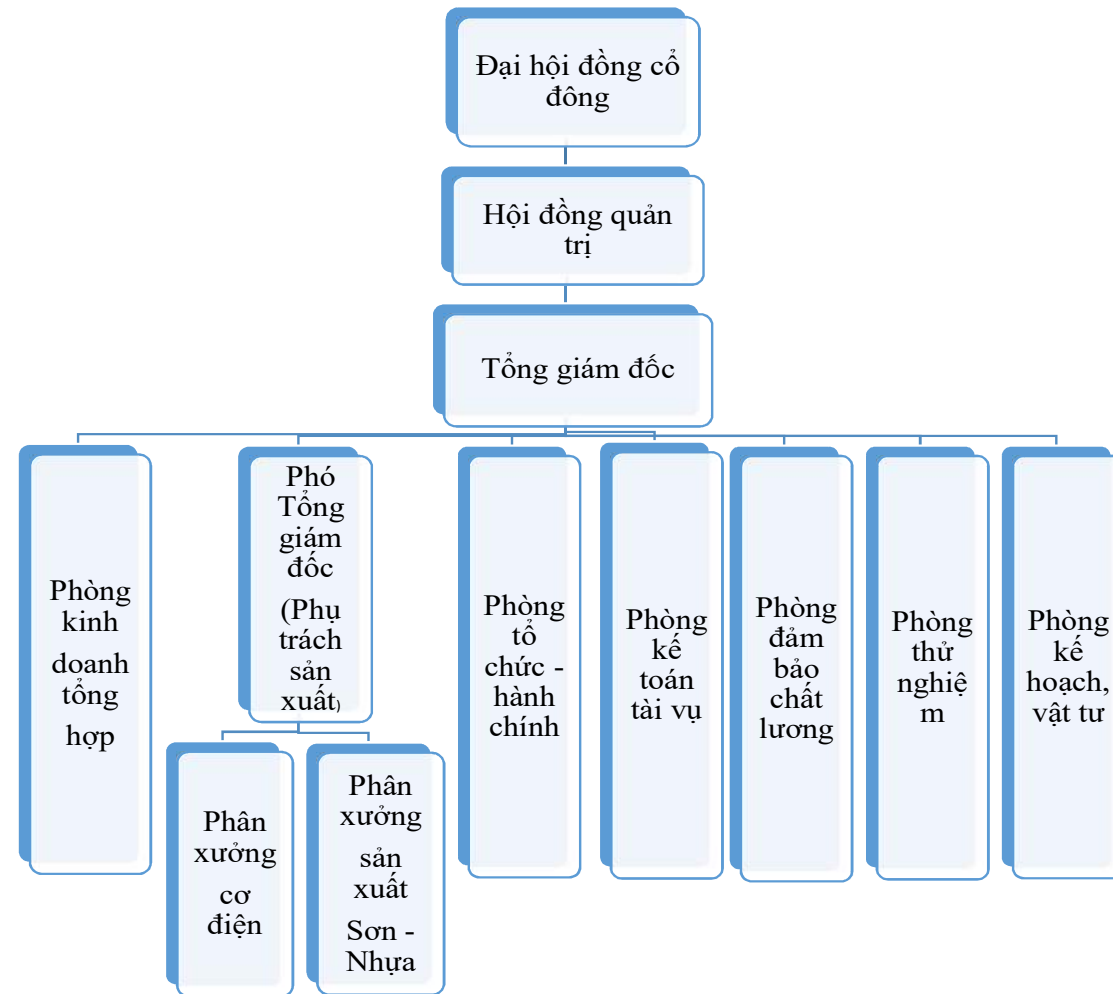 Đại hội đồng cổ
đông
Hội đồng quản
trị
Tổng giám đốc
Phòng
kinh
doanh
tổng
hợp
Phó
Tổng
giám
đốc
(Phụ
trách
sản
xuất)
Phân
xưởng
cơ
điện
Phân
xưởng
sản
xuất
Sơn -
Nhựa
Phòng
tổ
chức -
hành
chính
Phòng
kế
toán
tài vụ
Phòng
đảm
bảo
chất
lương
Phòng
thử
nghiệ
m
Phòng
kế
hoạch,
vật tư